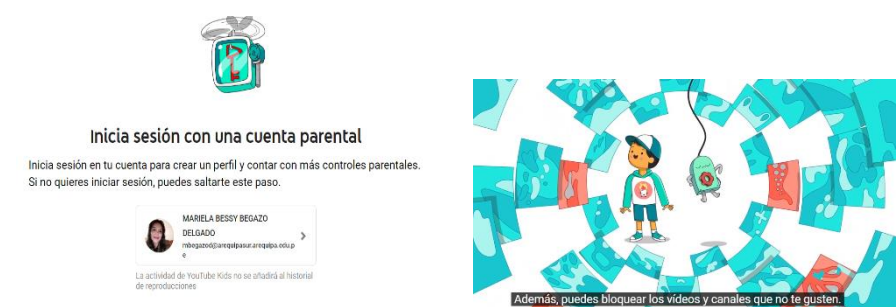 Inicia sesión con una cuenta parental
Inicia sesión en tu cuenta para crear un perfil y contar con más controles parentales.
Si no quieres iniciar sesión, puedes saltarte este paso.
MARIELA BESSY BEGAZO
DELGADO
mbegazod@arequipasur.arequipa.edu.p
e
La actividad de YouTube Kids no se añadirá al historial
de reproducciones
Además, puedes bloquear los vídeos y canales que no te gusten.